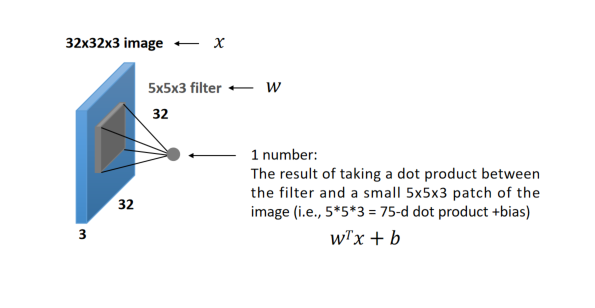 32x32x3 image ← x
5x5x3 filter ← w
32
1 number:
The result of taking a dot product between
the filter and a small 5x5x3 patch of the
image (i.e., 5*5*3 = 75-d dot product +bias)
32
3
wᵀx + b